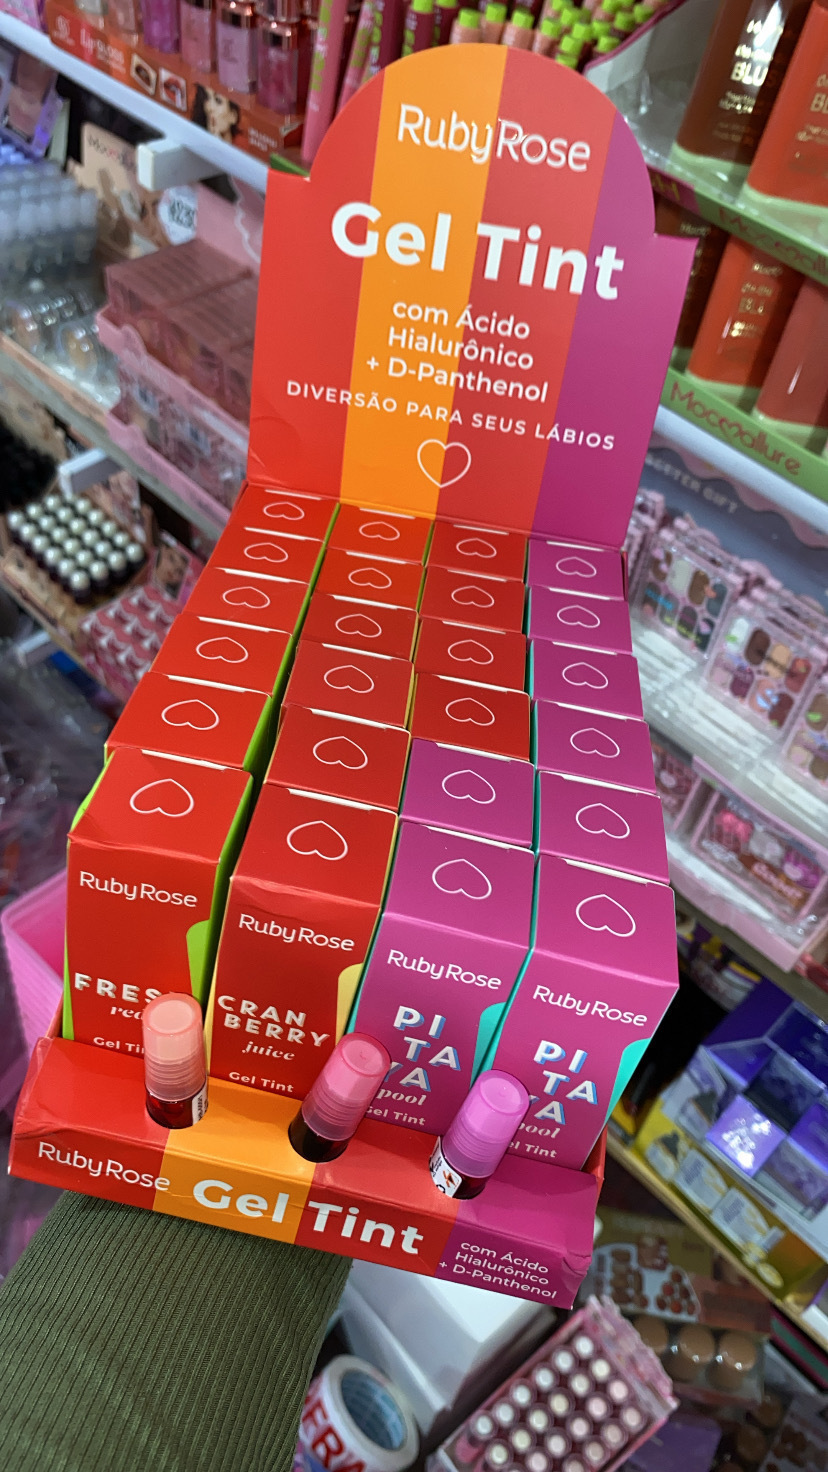 RubyRose
Gel Tint
com Ácido
Hialurônico
+ D-Panthenol
DIVERSÃO PARA SEUS LÁBIOS
BLUS
Mocmallure
RubyRose
FRES
Gel
RubyRose
CRAN
BERRY
juice
Gel Tint
RubyRose
PI
TA
YA
pool
Gel Tint
RubyRose
PI
TA
YA
pool
Gel Tint
RubyRose
Gel Tint
com Ácido
Hialurônico
+ D-Panthenol